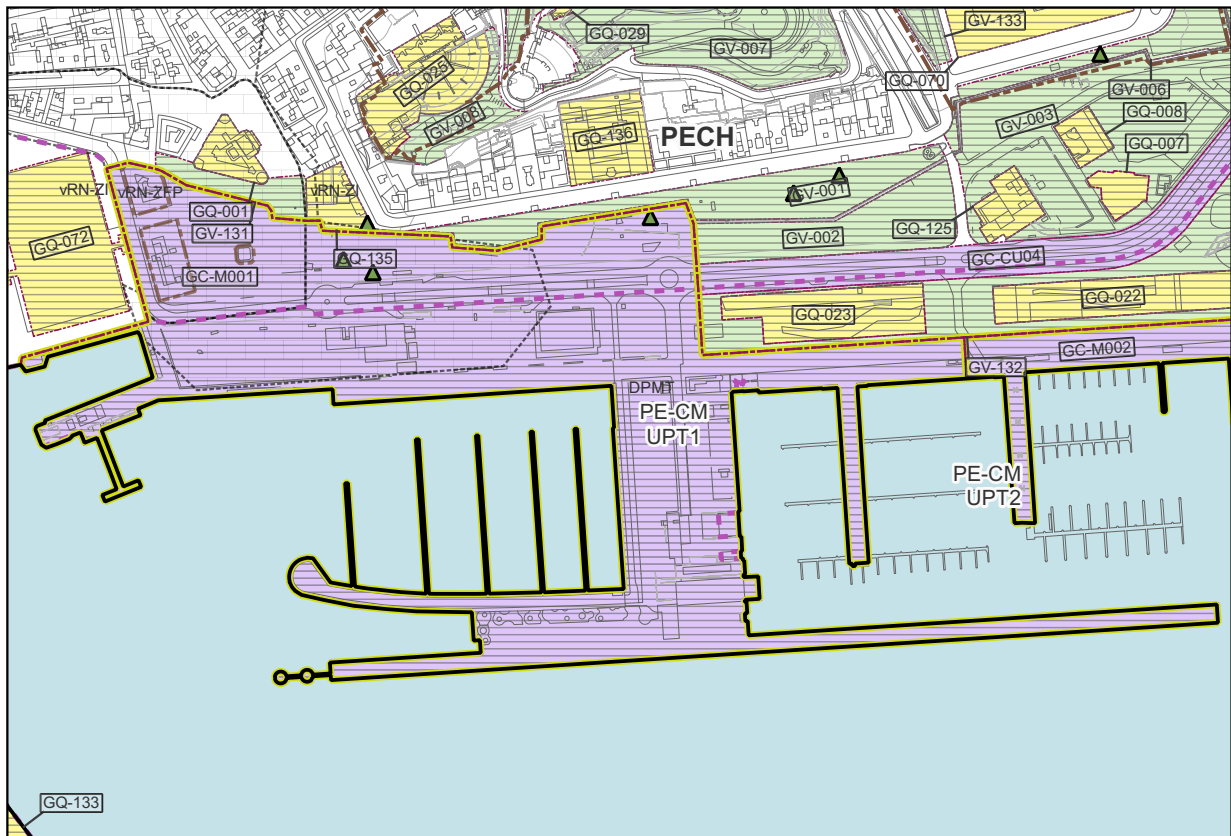 GV-133
GQ-029
GV-007
GQ-025
GQ-070
GV-006
GQ-008
GV-008
GV-003
GQ-136
PECH
GQ-007
vRN-ZI
vRN-ZFP
vRN-ZI
GV-001
GQ-001
GQ-125
GV-131
GV-002
GQ-072
GQ-135
GC-CU04
GC-M001
GQ-022
GQ-023
GC-M002
GV-132
DPMT
PE-CM
UPT1
PE-CM
UPT2
GQ-133